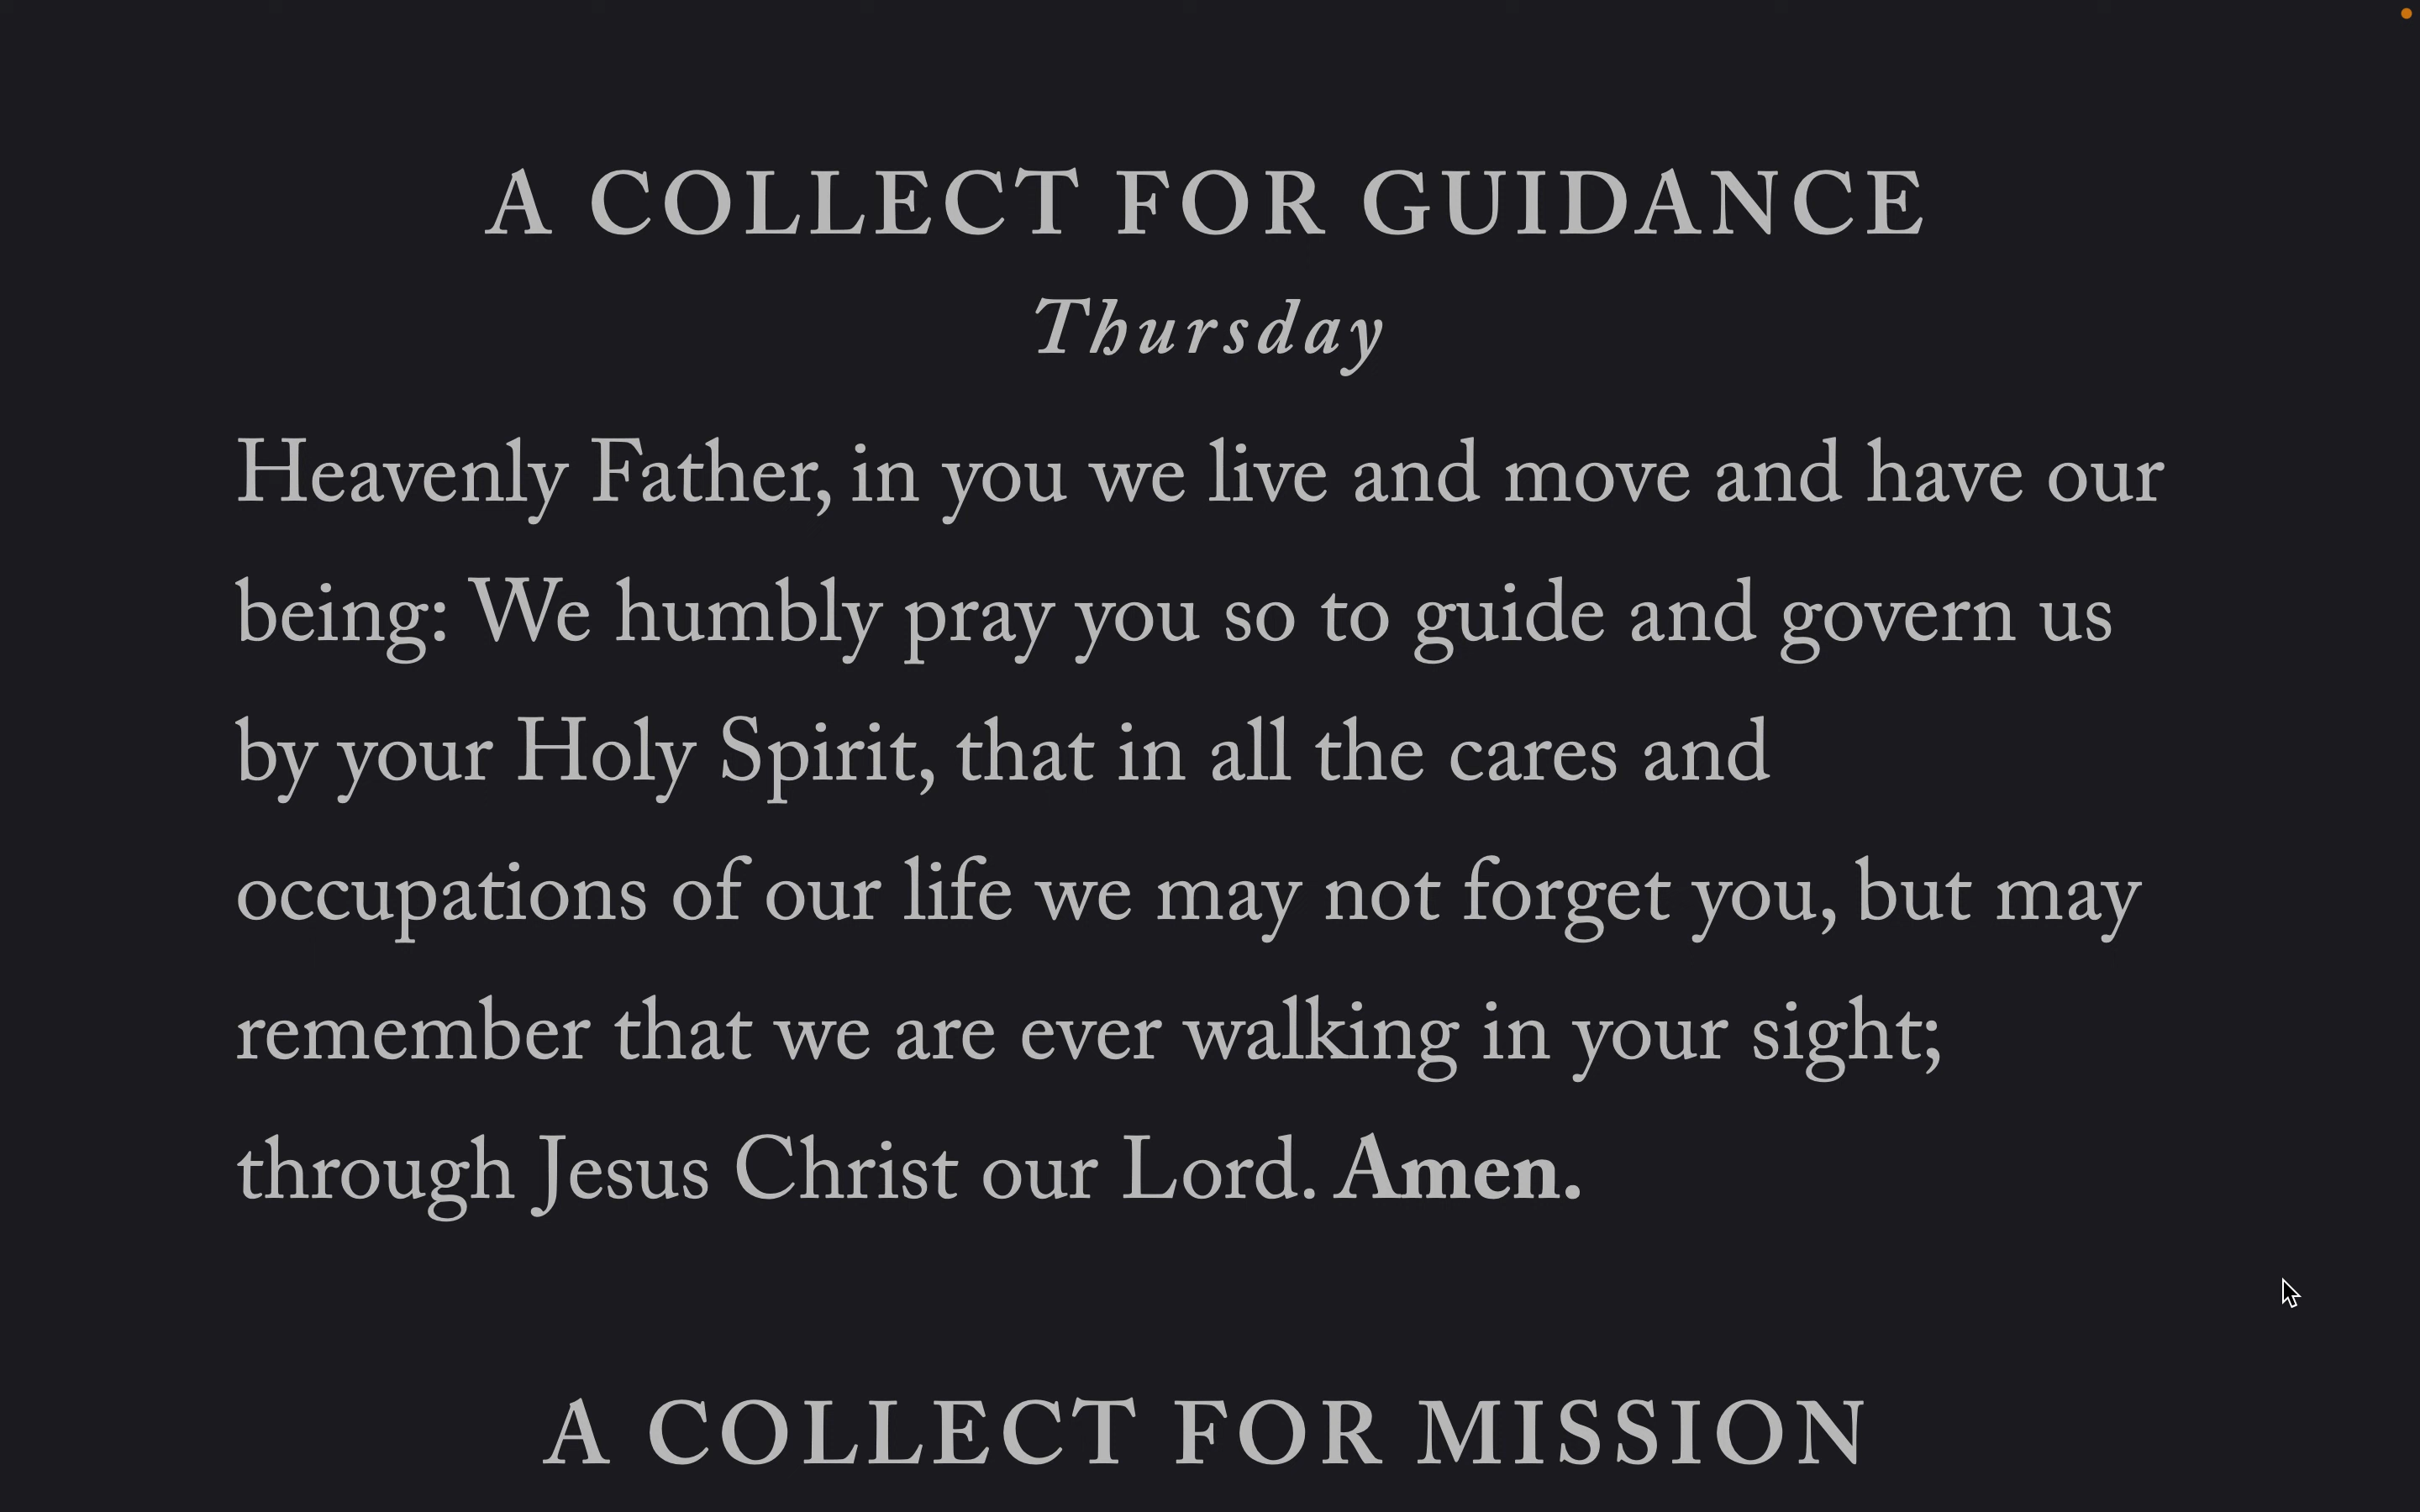 A COLLECT FOR GUIDANCE
Thursday
Heavenly Father, in you we live and move and have our
being: We humbly pray you so to guide and govern us
by your Holy Spirit, that in all the cares and
occupations of our life we may not forget you, but may
remember that we are ever walking in your sight;
through Jesus Christ our Lord. Amen.
A COLLECT FOR MISSION